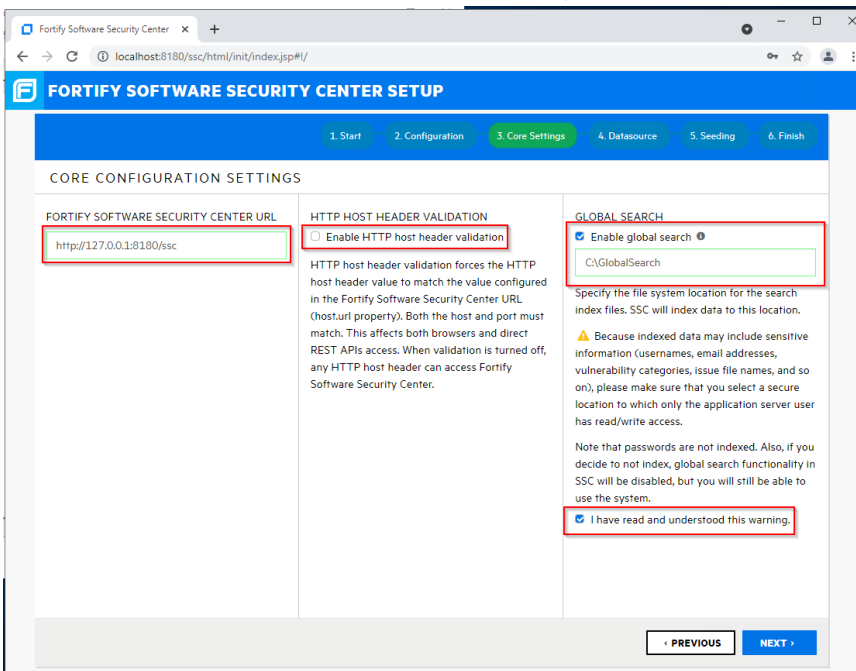 Fortify Software Security Center
localhost:8180/ssc/html/init/index.jsp#!/
FORTIFY SOFTWARE SECURITY CENTER SETUP
1. Start
2. Configuration
3. Core Settings
4. Datasource
5. Seeding
6. Finish
CORE CONFIGURATION SETTINGS
FORTIFY SOFTWARE SECURITY CENTER URL
http://127.0.0.1:8180/ssc
HTTP HOST HEADER VALIDATION
Enable HTTP host header validation
HTTP host header validation forces the HTTP
host header value to match the value configured
in the Fortify Software Security Center URL
(host.url property). Both the host and port must
match. This affects both browsers and direct
REST APIs access. When validation is turned off,
any HTTP host header can access Fortify
Software Security Center.
GLOBAL SEARCH
Enable global search
C:\GlobalSearch
Specify the file system location for the search
index files. SSC will index data to this location.
Because indexed data may include sensitive
information (usernames, email addresses,
vulnerability categories, issue file names, and so
on), please make sure that you select a secure
location to which only the application server user
has read/write access.
Note that passwords are not indexed. Also, if you
decide to not index, global search functionality in
SSC will be disabled, but you will still be able to
use the system.
I have read and understood this warning.
‹ PREVIOUS
NEXT ›